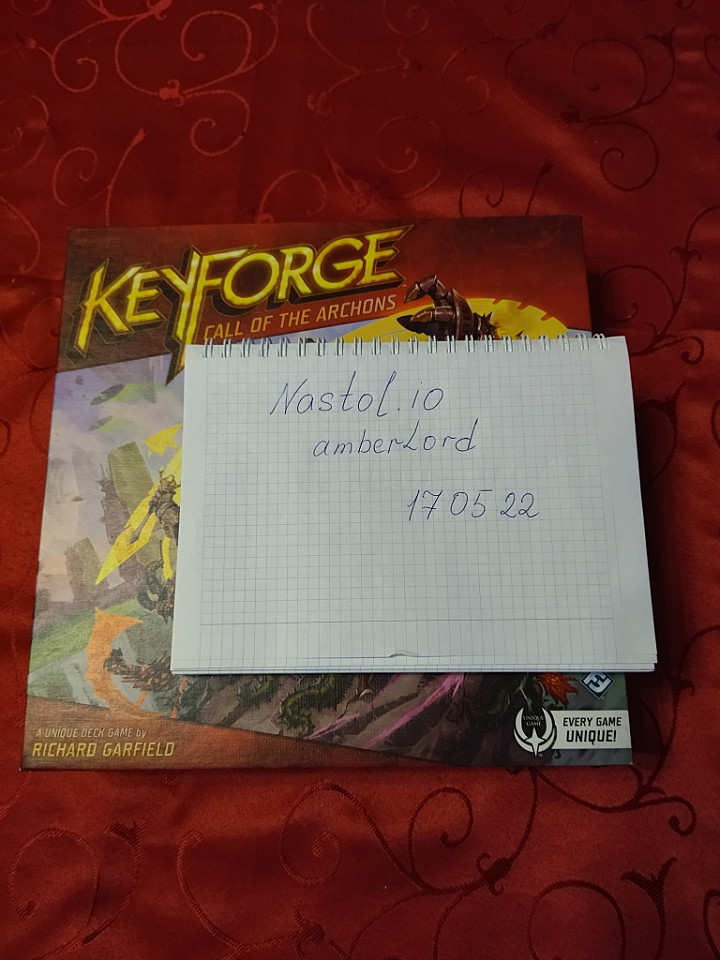 KEYFORGE
CALL OF THE ARCHONS
Nastol.io
amberLord
17 05 22
A UNIQUE DECK GAME by
RICHARD GARFIELD
UNIQUE
GAME
EVERY GAME
UNIQUE!